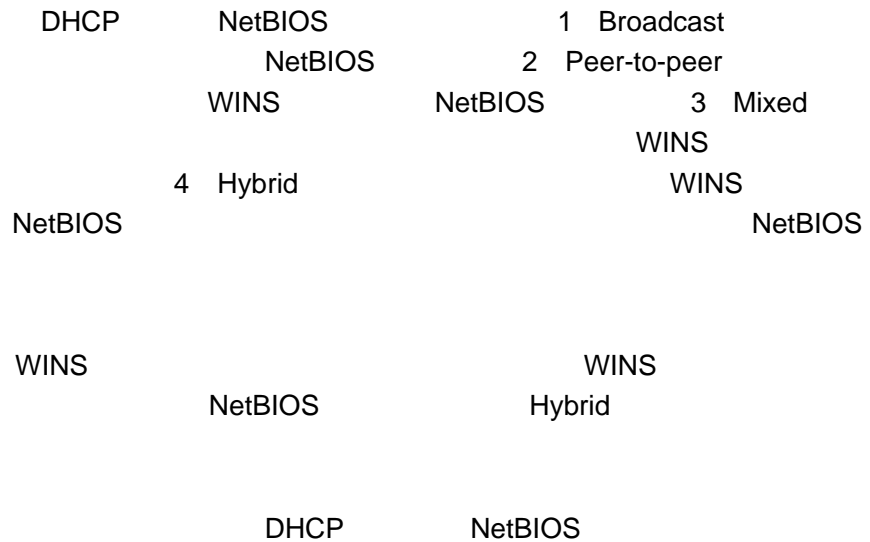 DHCP NetBIOS 1 Broadcast
NetBIOS 2 Peer-to-peer
WINS NetBIOS 3 Mixed
WINS
4 Hybrid WINS
NetBIOS NetBIOS
WINS WINS
NetBIOS Hybrid
DHCP NetBIOS